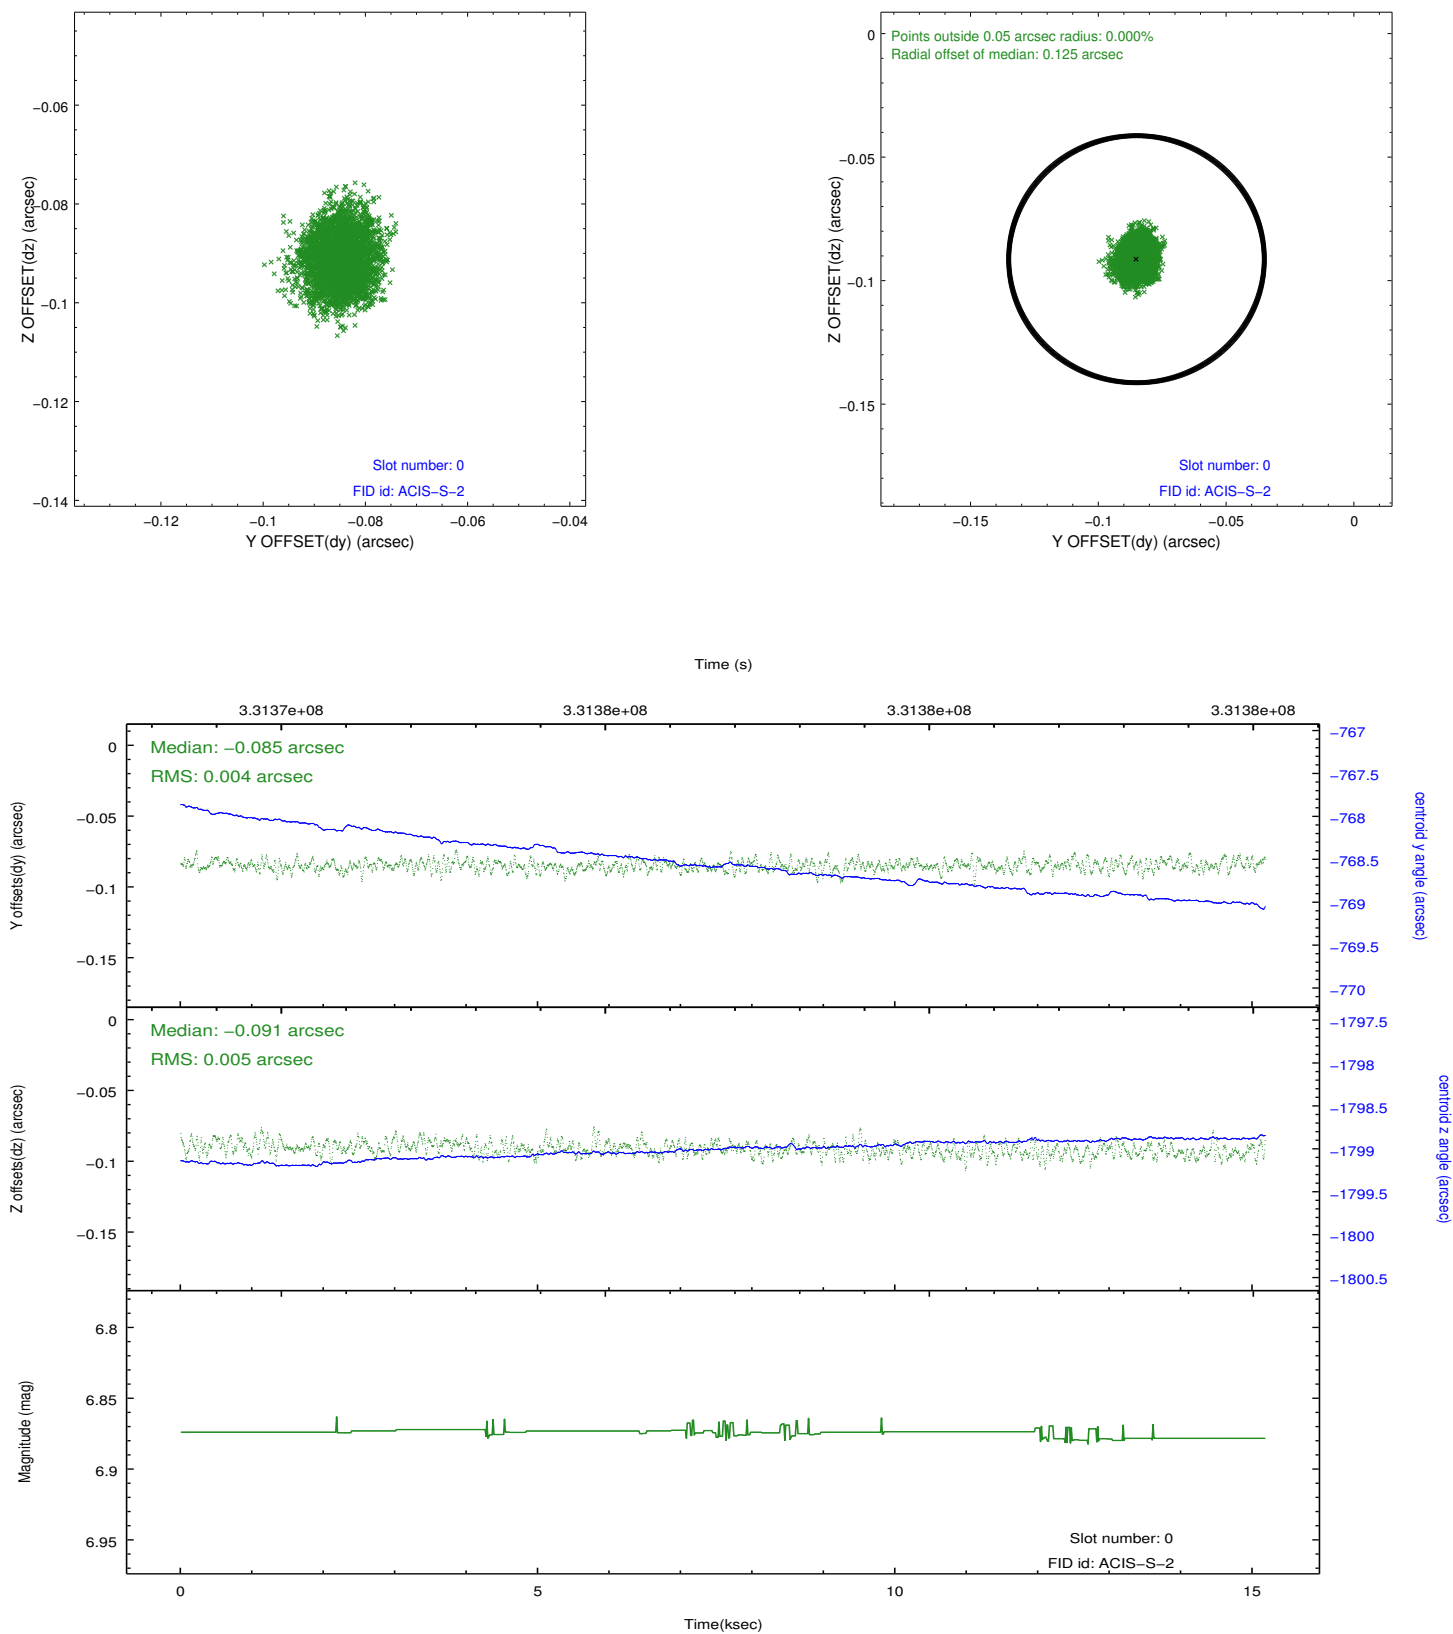 −0.06
−0.08
−0.1
−0.12
−0.14
Z OFFSET(dz) (arcsec)
Slot number: 0
FID id: ACIS−S−2
−0.12
−0.1
−0.08
−0.06
−0.04
Y OFFSET(dy) (arcsec)
Points outside 0.05 arcsec radius: 0.000%
Radial offset of median: 0.125 arcsec
0
−0.05
−0.1
−0.15
Z OFFSET(dz) (arcsec)
Slot number: 0
FID id: ACIS−S−2
−0.15
−0.1
−0.05
0
Y OFFSET(dy) (arcsec)
Time (s)
3.3137e+08
3.3138e+08
3.3138e+08
3.3138e+08
Median: −0.085 arcsec
RMS: 0.004 arcsec
0
−0.05
−0.1
−0.15
Y offsets(dy) (arcsec)
−767
−767.5
−768
−768.5
−769
−769.5
−770
centroid y angle (arcsec)
Median: −0.091 arcsec
RMS: 0.005 arcsec
0
−0.05
−0.1
−0.15
Z offsets(dz) (arcsec)
−1797.5
−1798
−1798.5
−1799
−1799.5
−1800
−1800.5
centroid z angle (arcsec)
6.8
6.85
6.9
6.95
Magnitude (mag)
Slot number: 0
FID id: ACIS−S−2
0
5
10
15
Time(ksec)